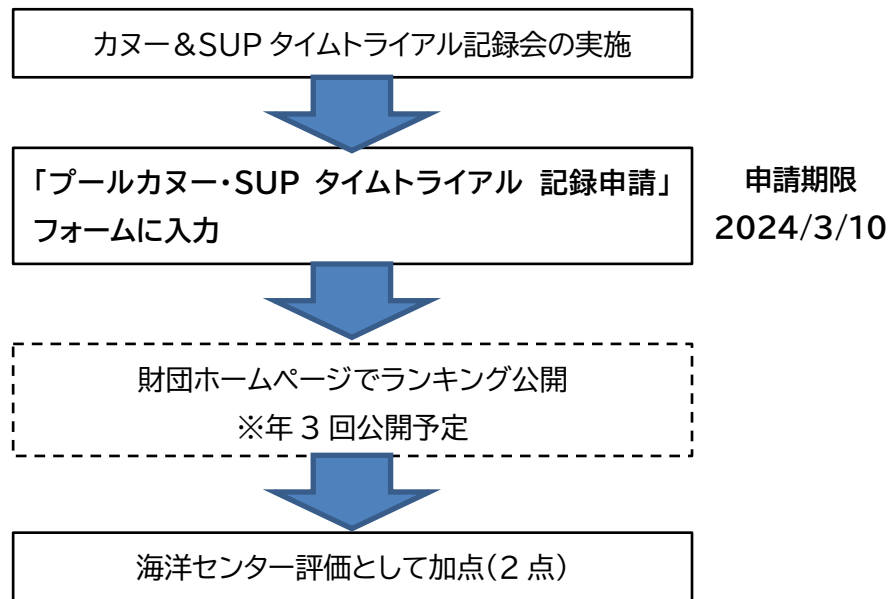 カヌー&SUP タイムトライアル記録会の実施
「プールカヌー・SUP タイムトライアル 記録申請」
フォームに入力
申請期限
2024/3/10
財団ホームページでランキング公開
※年 3 回公開予定
海洋センター評価として加点(2 点)